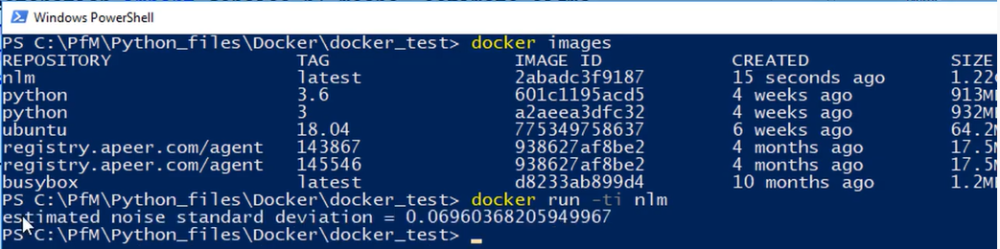 Windows PowerShell
PS C:\PfM\Python_files\Docker\docker_test> docker images
REPOSITORY TAG IMAGE ID CREATED SIZE
nlm latest 2abadc3f9187 15 seconds ago 1.22
python 3.6 601c1195acd5 4 weeks ago 913M
python 3 a2aeea3dfc32 4 weeks ago 932M
ubuntu 18.04 775349758637 6 weeks ago 64.2
registry.apeer.com/agent 143867 938627af8be2 4 months ago 17.5
registry.apeer.com/agent 145546 938627af8be2 4 months ago 17.5
busybox latest d8233ab899d4 10 months ago 1.2M
PS C:\PfM\Python_files\Docker\docker_test> docker run -ti nlm
estimated noise standard deviation = 0.06960368205949967
PS C:\PfM\Python_files\Docker\docker_test> _